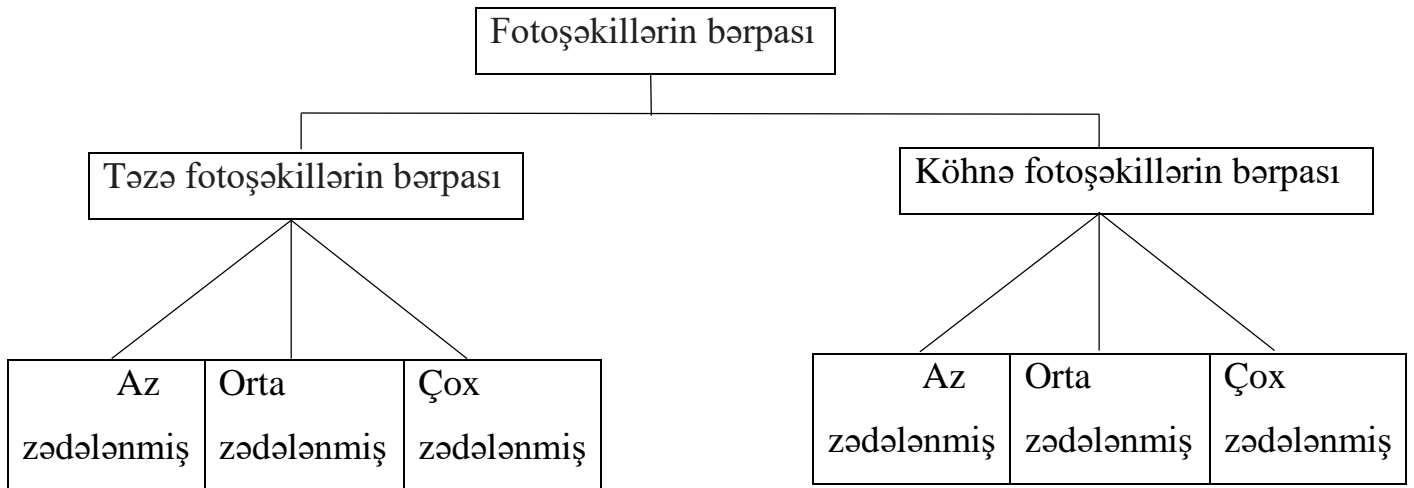 Fotoşəkillərin bərpası
Təzə fotoşəkillərin bərpası
Köhnə fotoşəkillərin bərpası
Az zədələnmiş
Orta zədələnmiş
Çox zədələnmiş
Az zədələnmiş
Orta zədələnmiş
Çox zədələnmiş